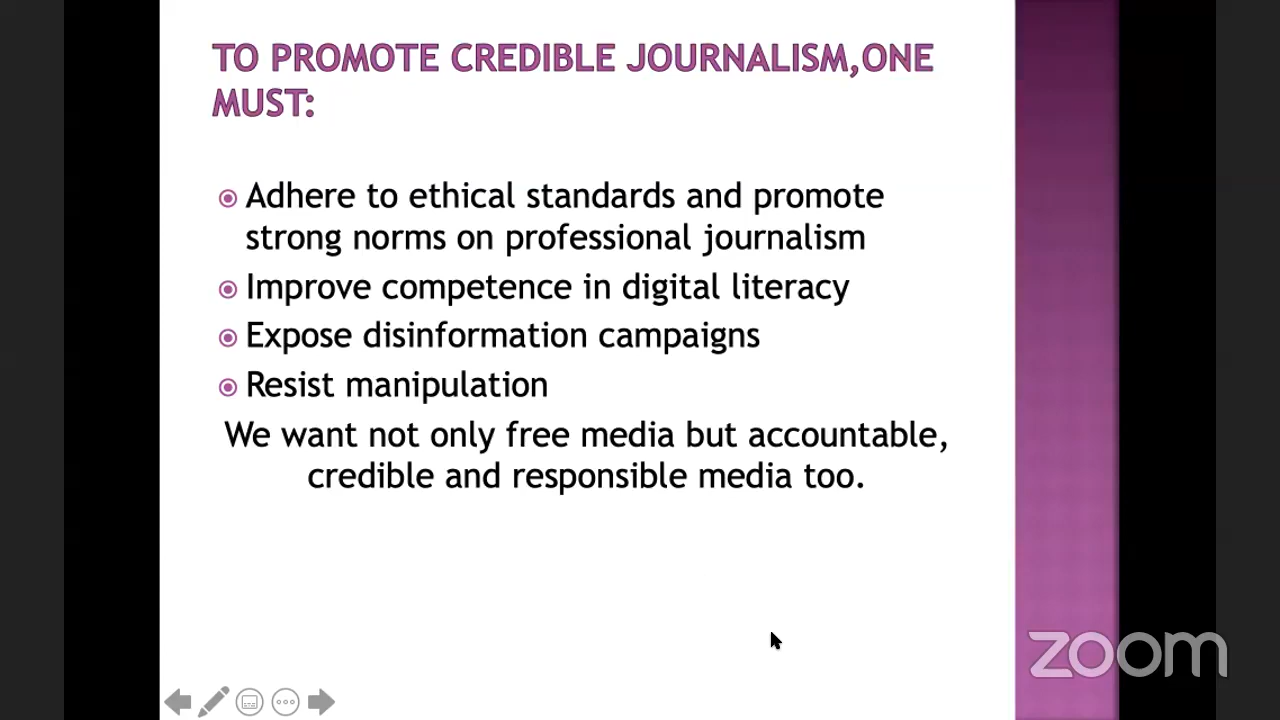 TO PROMOTE CREDIBLE JOURNALISM,ONE
MUST:
Adhere to ethical standards and promote
strong norms on professional journalism
Improve competence in digital literacy
Expose disinformation campaigns
Resist manipulation
We want not only free media but accountable,
credible and responsible media too.
zoom